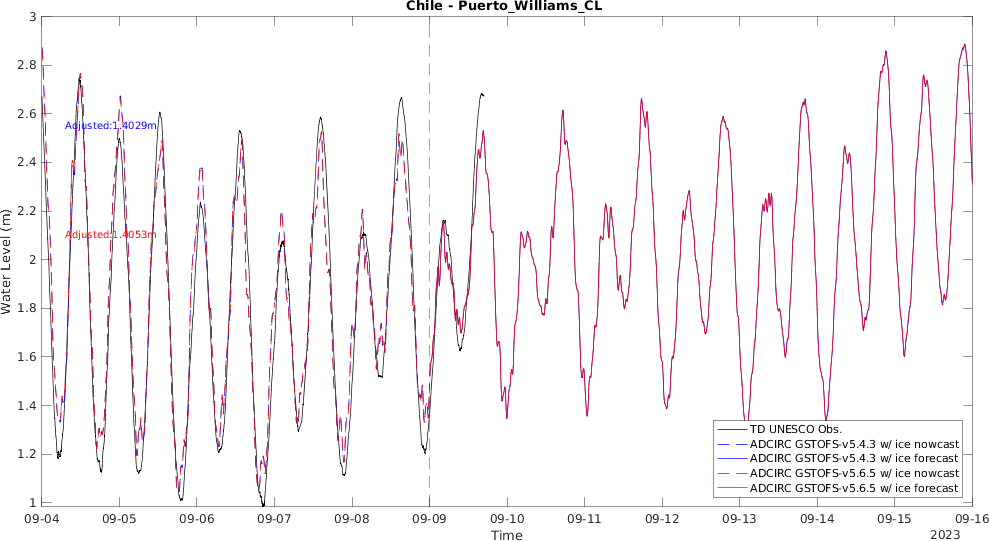 Chile - Puerto_Williams_CL
3
2.8
2.6
2.4
2.2
2
1.8
1.6
1.4
1.2
1
Water Level (m)
Adjusted:1.4029m
Adjusted:1.4053m
TD UNESCO Obs.
ADCIRC GSTOFS-v5.4.3 w/ ice nowcast
ADCIRC GSTOFS-v5.4.3 w/ ice forecast
ADCIRC GSTOFS-v5.6.5 w/ ice nowcast
ADCIRC GSTOFS-v5.6.5 w/ ice forecast
09-04 09-05 09-06 09-07 09-08 09-09 09-10 09-11 09-12 09-13 09-14 09-15 09-16
Time
2023